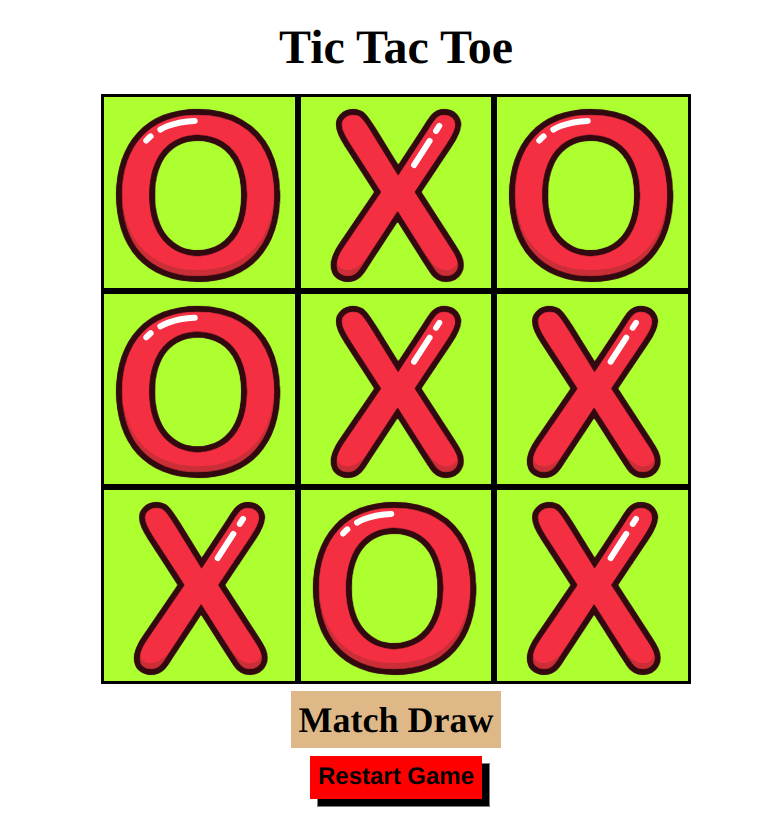 Tic Tac Toe
O X O
O X X
X O X
Match Draw
Restart Game